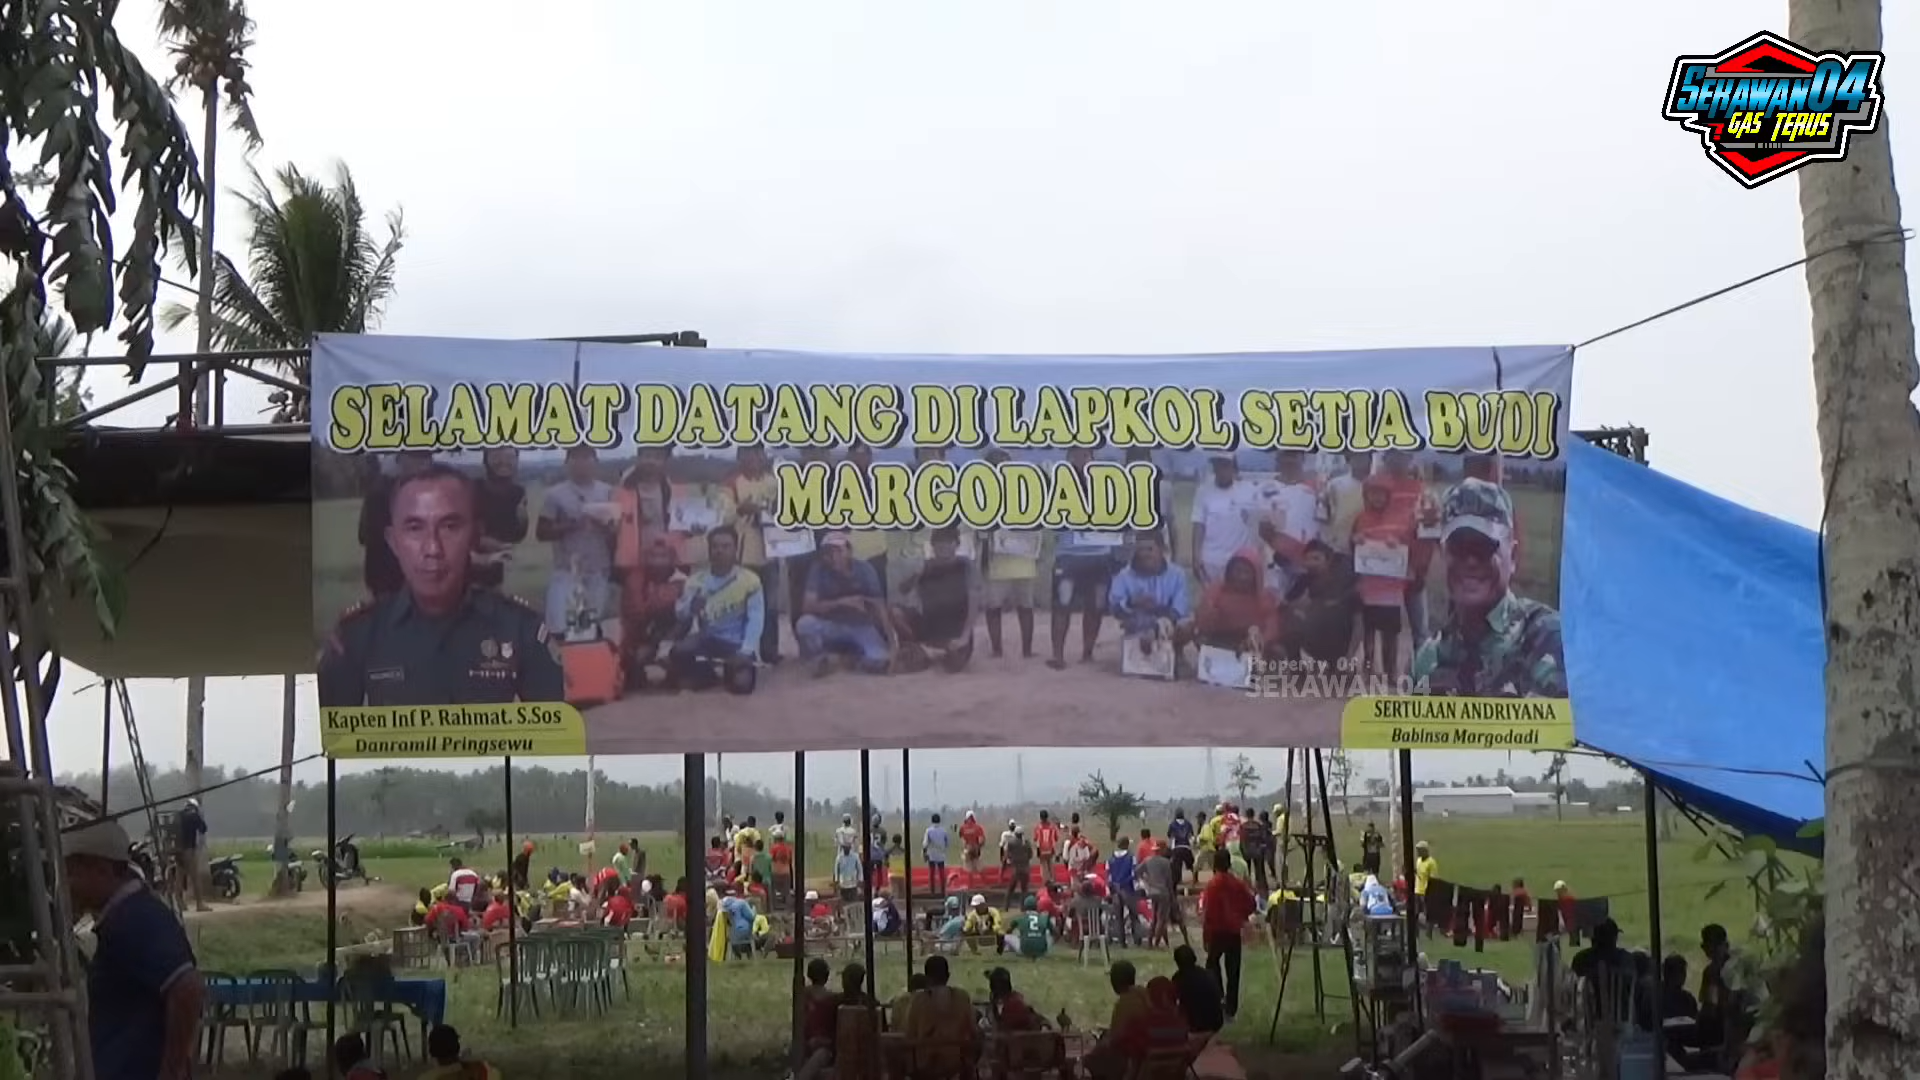 SEKAWAN04
GAS TERUS
SELAMAT DATANG DI LAPKOL SETIA BUDI
MARGODADI
Property Of :
SEKAWAN 04
Kapten Inf P. Rahmat. S.Sos
Danramil Pringsewu
SERTU.AAN ANDRIYANA
Babinsa Margodadi
2